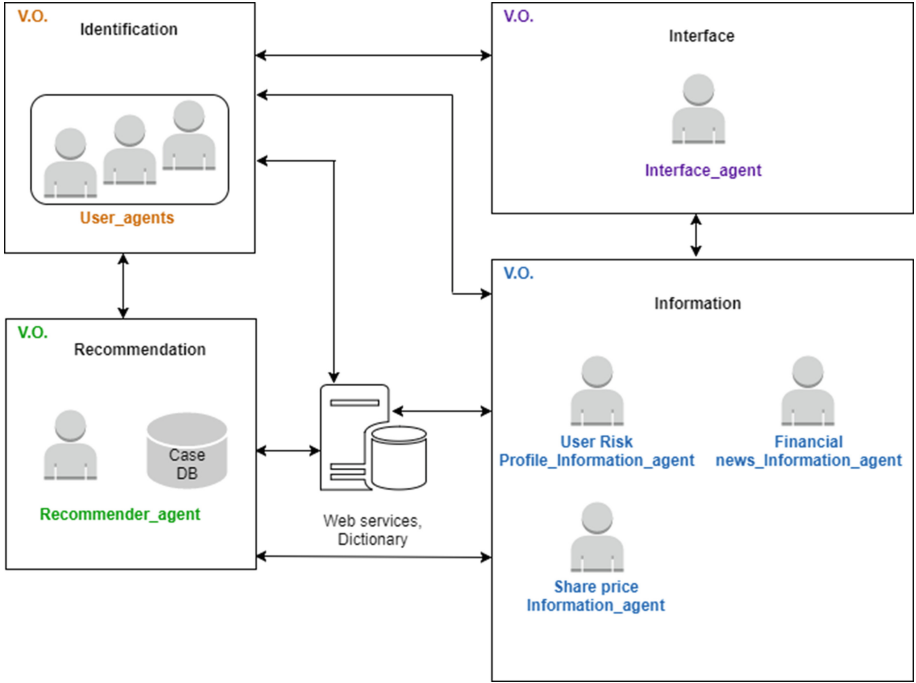 V.O.
Identification
User_agents
V.O.
Interface
Interface_agent
V.O.
Recommendation
Case
DB
Recommender_agent
Web services,
Dictionary
V.O.
Information
User Risk
Profile_Information_agent
Financial
news_Information_agent
Share price
Information_agent